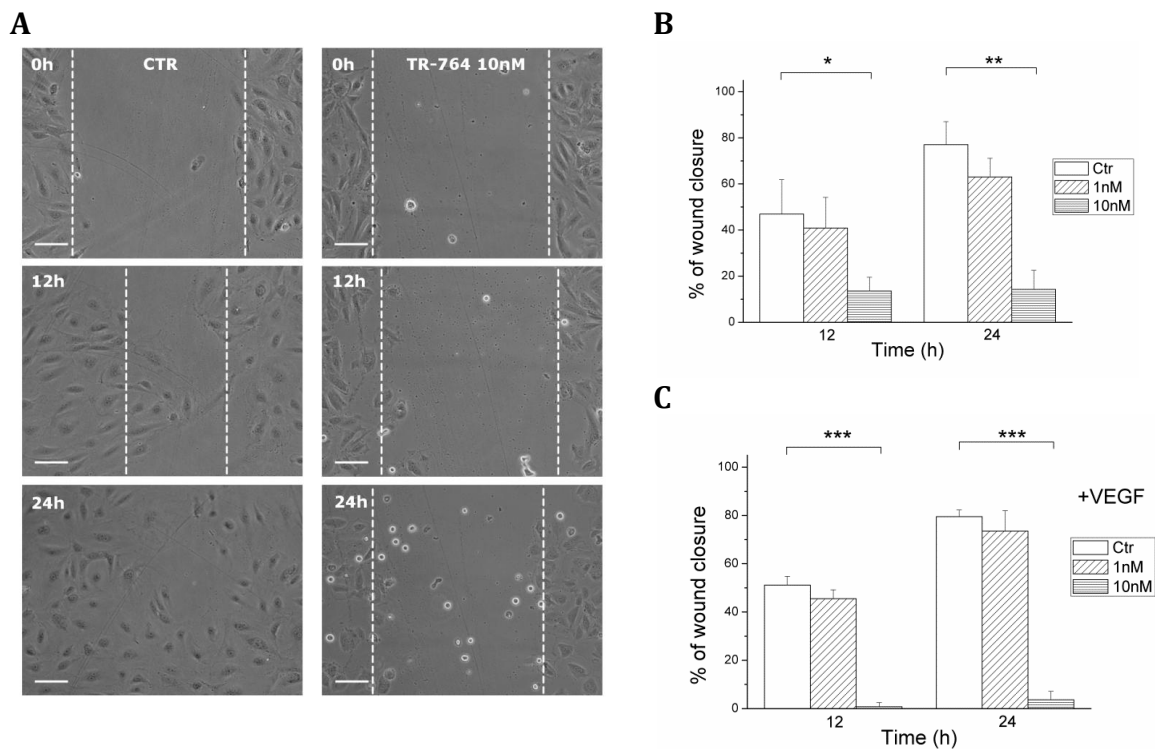 A
0h CTR
0h TR-764 10nM
12h
12h
24h
24h
B
* **
100
80
60
40
20
0
% of wound closure
12 24
Time (h)
Ctr
1nM
10nM
C
*** ***
100
80
60
40
20
0
% of wound closure
12 24
Time (h)
+VEGF
Ctr
1nM
10nM